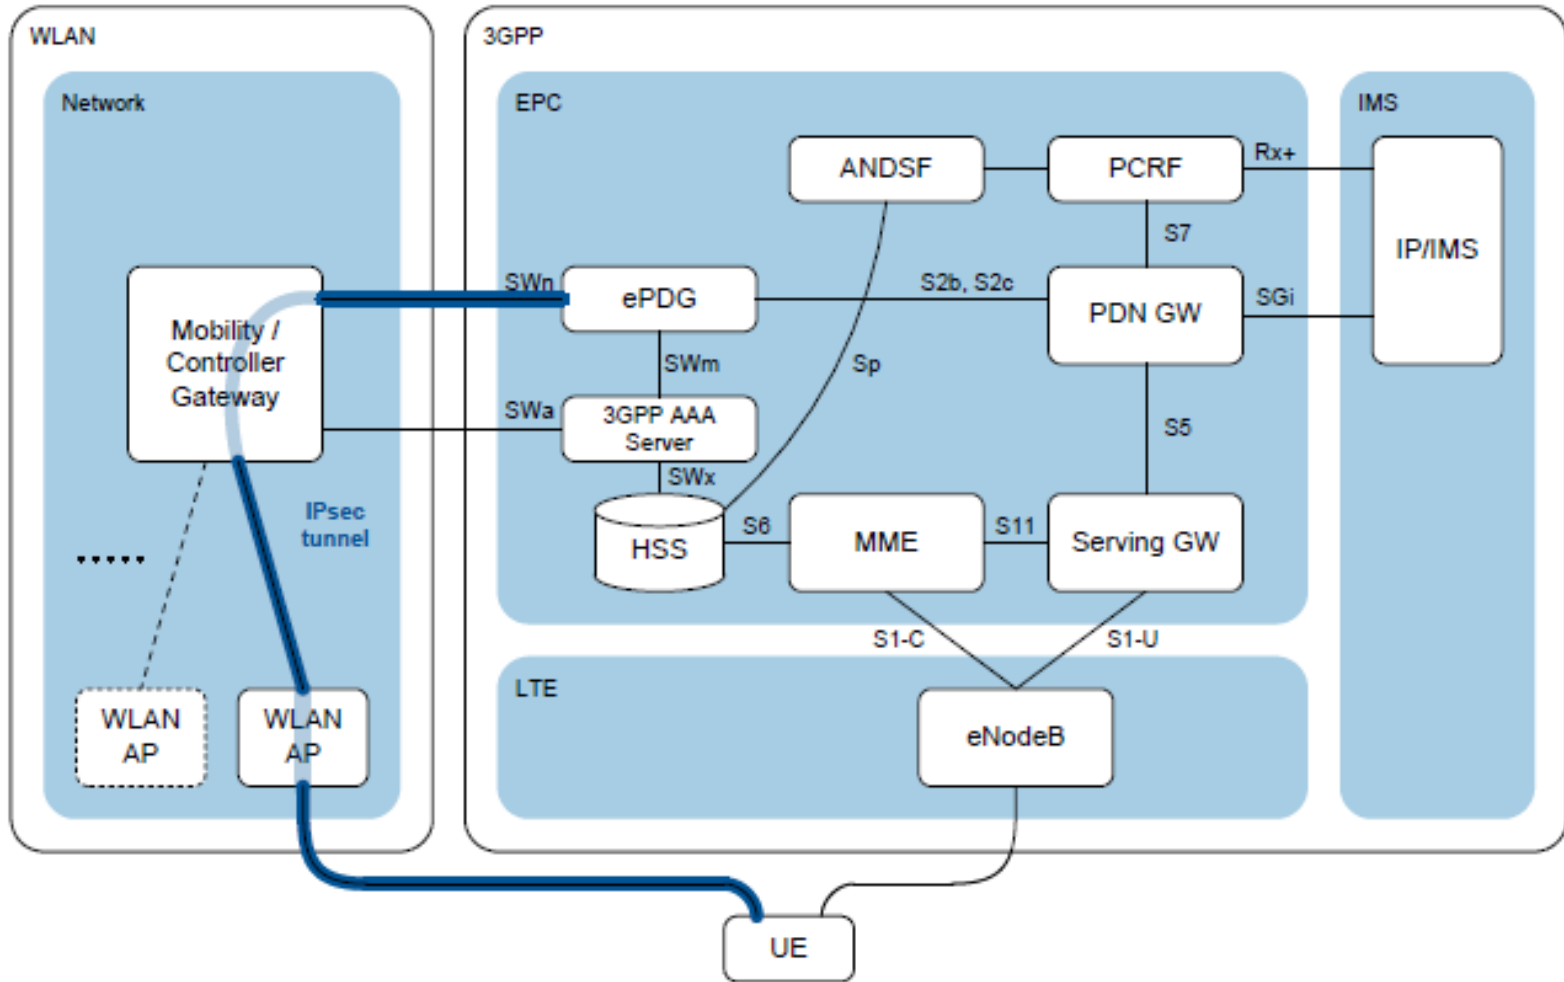 WLAN
3GPP
Network
EPC
IMS
ANDSF
PCRF
Rx+
S7
IP/IMS
SWn
ePDG
S2b, S2c
PDN GW
SGi
Mobility /
Controller
Gateway
SWm
Sp
SWa
3GPP AAA
Server
S5
SWx
IPsec
tunnel
HSS
S6
MME
S11
Serving GW
S1-C
S1-U
LTE
WLAN
AP
WLAN
AP
eNodeB
UE